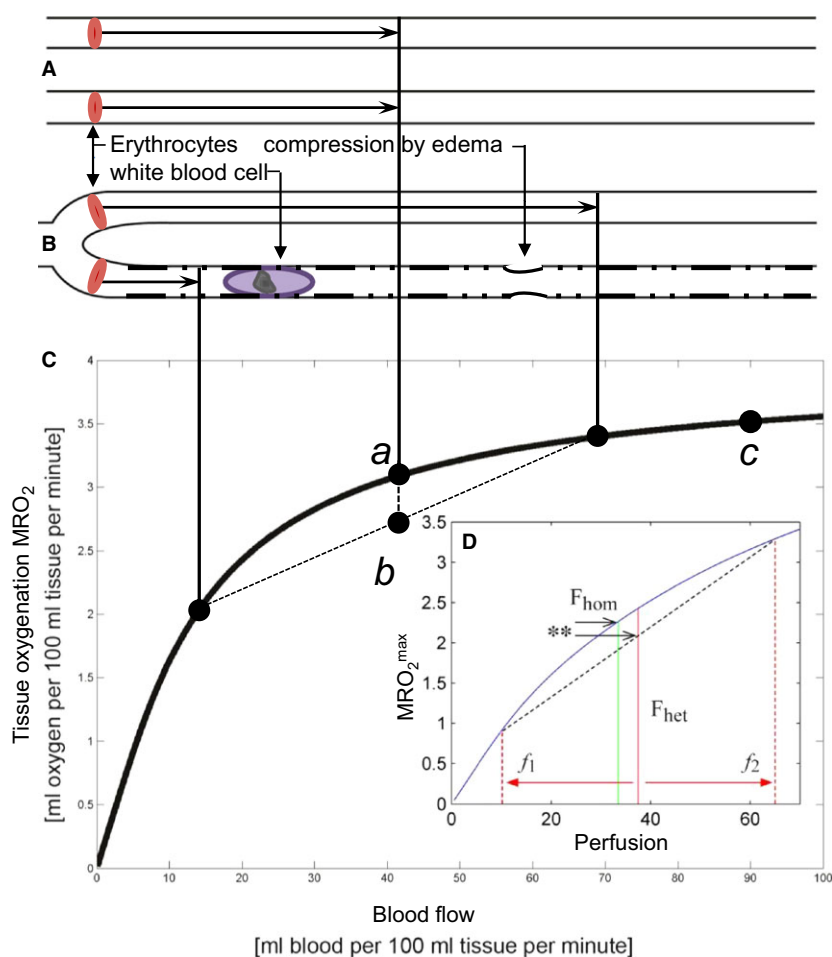 A
Erythrocytes compression by edema
white blood cell
B
C
Tissue oxygenation MRO2
[ml oxygen per 100 ml tissue per minute]
4
3.5
3
2.5
2
1.5
1
0.5
0
a
b
c
D
MRO2max
3.5
3
2.5
2
1.5
1
0.5
0
Fhom
**
Fhet
f1 f2
0 20 40 60
Perfusion
0 10 20 30 40 50 60 70 80 90 100
Blood flow
[ml blood per 100 ml tissue per minute]